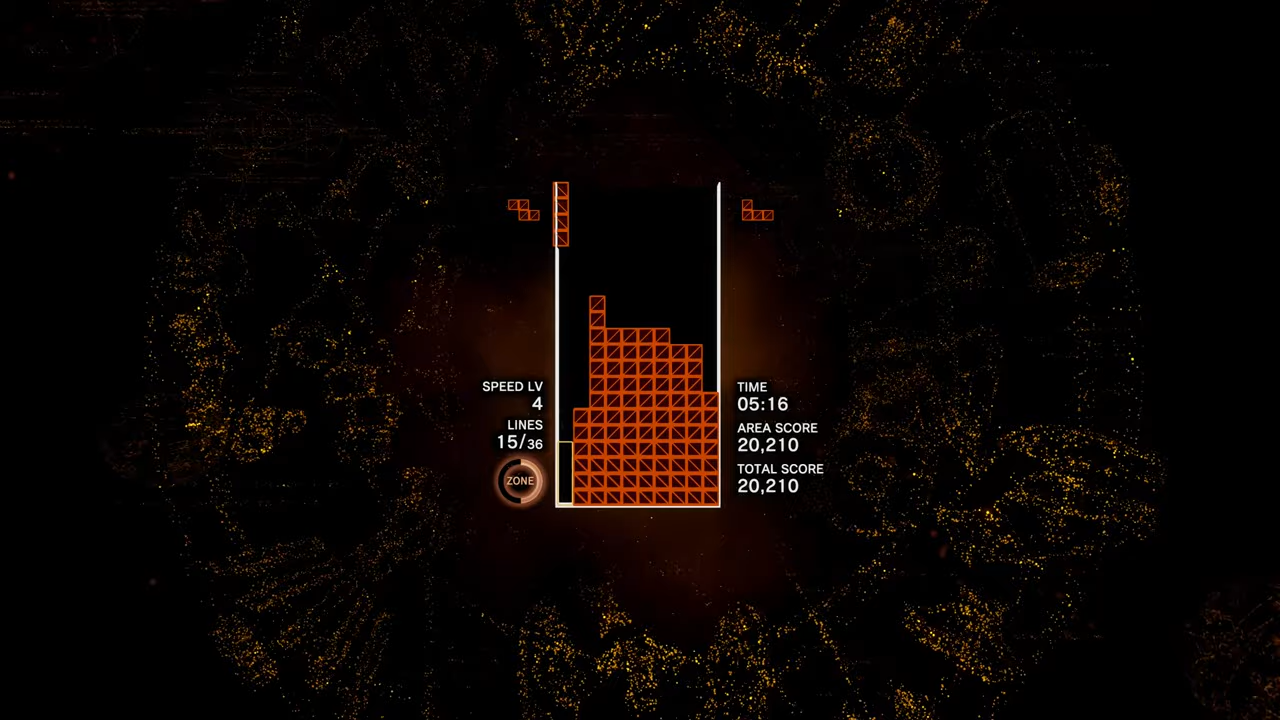 SPEED LV
4
LINES
15/36
ZONE
TIME
05:16
AREA SCORE
20,210
TOTAL SCORE
20,210